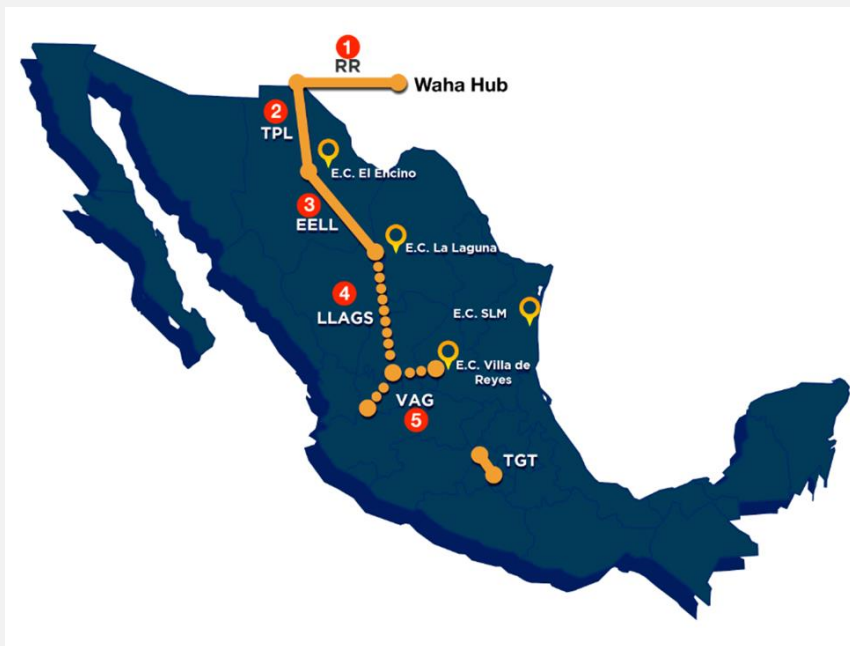 1
RR
Waha Hub
2
TPL
E.C. El Encino
3
EELL
E.C. La Laguna
4
LLAGS
E.C. SLM
E.C. Villa de
Reyes
VAG
5
TGT